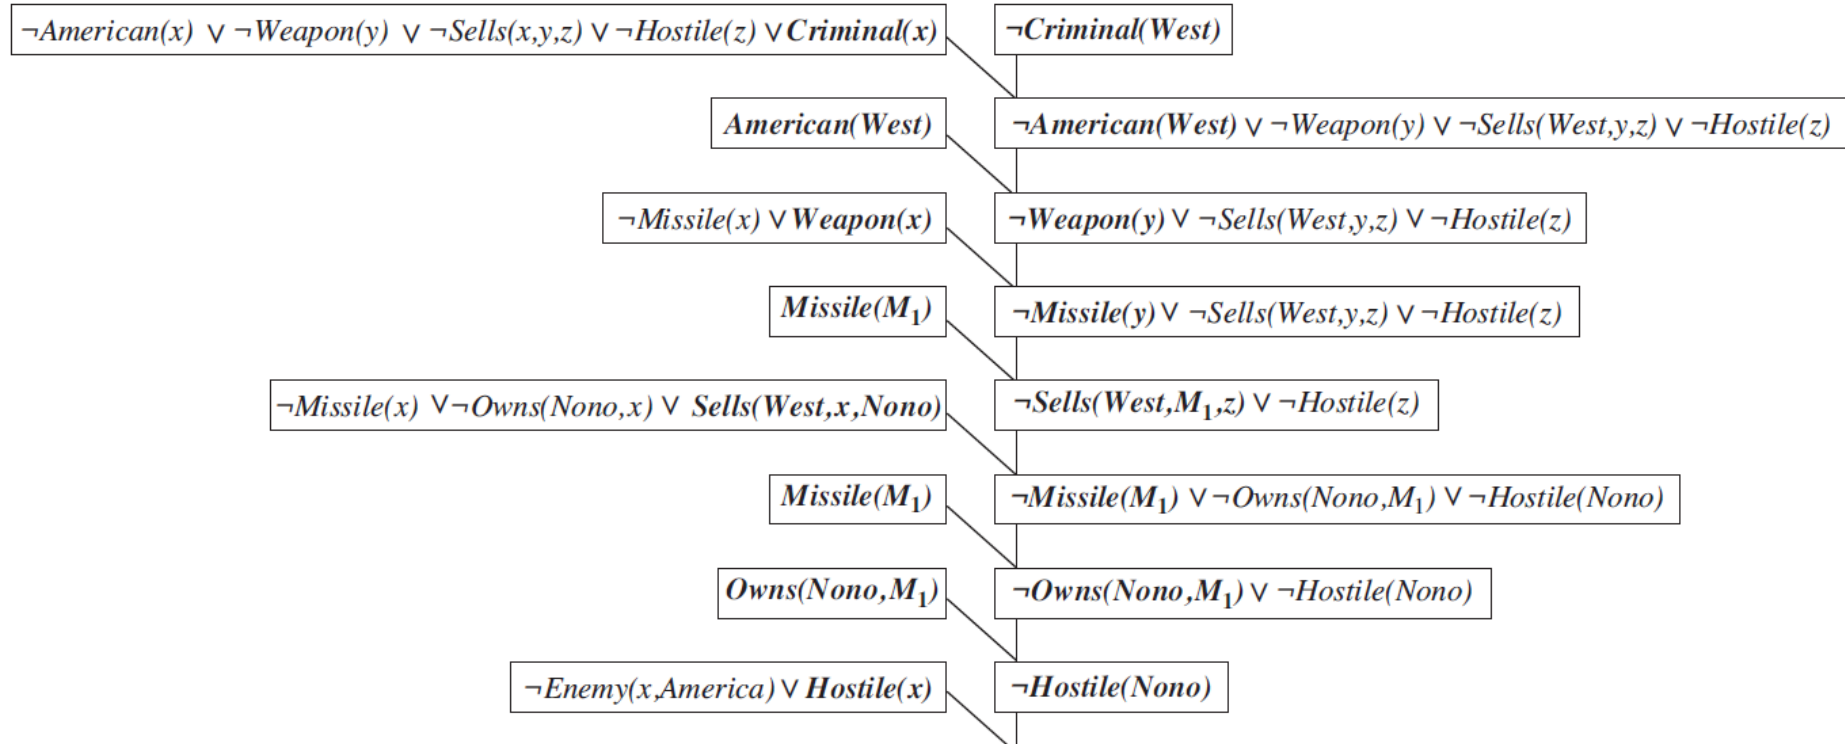 ¬American(x) ∨ ¬Weapon(y) ∨ ¬Sells(x,y,z) ∨ ¬Hostile(z) ∨ Criminal(x) ¬Criminal(West)
American(West) ¬American(West) ∨ ¬Weapon(y) ∨ ¬Sells(West,y,z) ∨ ¬Hostile(z)
¬Missile(x) ∨ Weapon(x) ¬Weapon(y) ∨ ¬Sells(West,y,z) ∨ ¬Hostile(z)
Missile(M₁) ¬Missile(y) ∨ ¬Sells(West,y,z) ∨ ¬Hostile(z)
¬Missile(x) ∨ ¬Owns(Nono,x) ∨ Sells(West,x,Nono) ¬Sells(West,M₁,z) ∨ ¬Hostile(z)
Missile(M₁) ¬Missile(M₁) ∨ ¬Owns(Nono,M₁) ∨ ¬Hostile(Nono)
Owns(Nono,M₁) ¬Owns(Nono,M₁) ∨ ¬Hostile(Nono)
¬Enemy(x,America) ∨ Hostile(x) ¬Hostile(Nono)